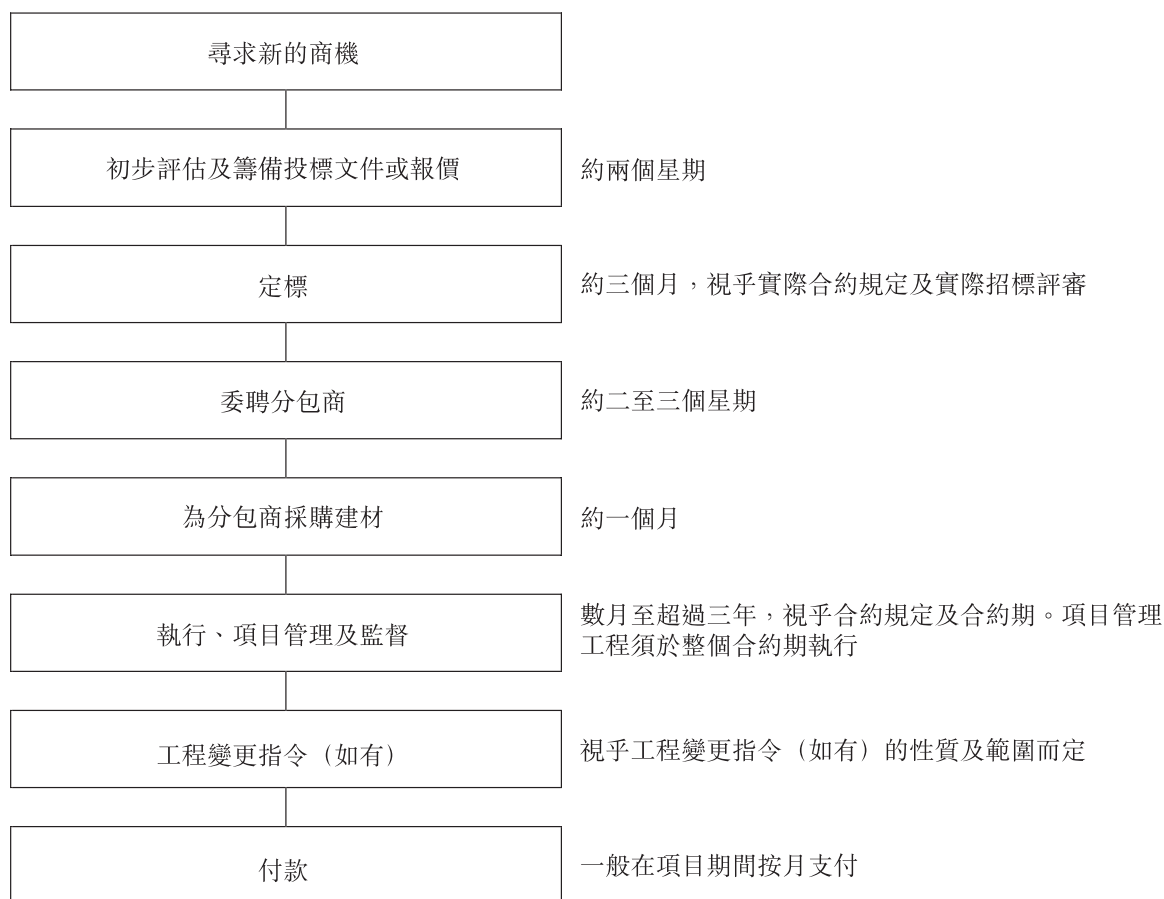 尋求新的商機
初步評估及籌備投標文件或報價
約兩個星期
定標
約三個月，視乎實際合約規定及實際招標評審
委聘分包商
約二至三個星期
為分包商採購建材
約一個月
執行、項目管理及監督
數月至超過三年，視乎合約規定及合約期。項目管理
工程須於整個合約期執行
工程變更指令（如有）
視乎工程變更指令（如有）的性質及範圍而定
付款
一般在項目期間按月支付